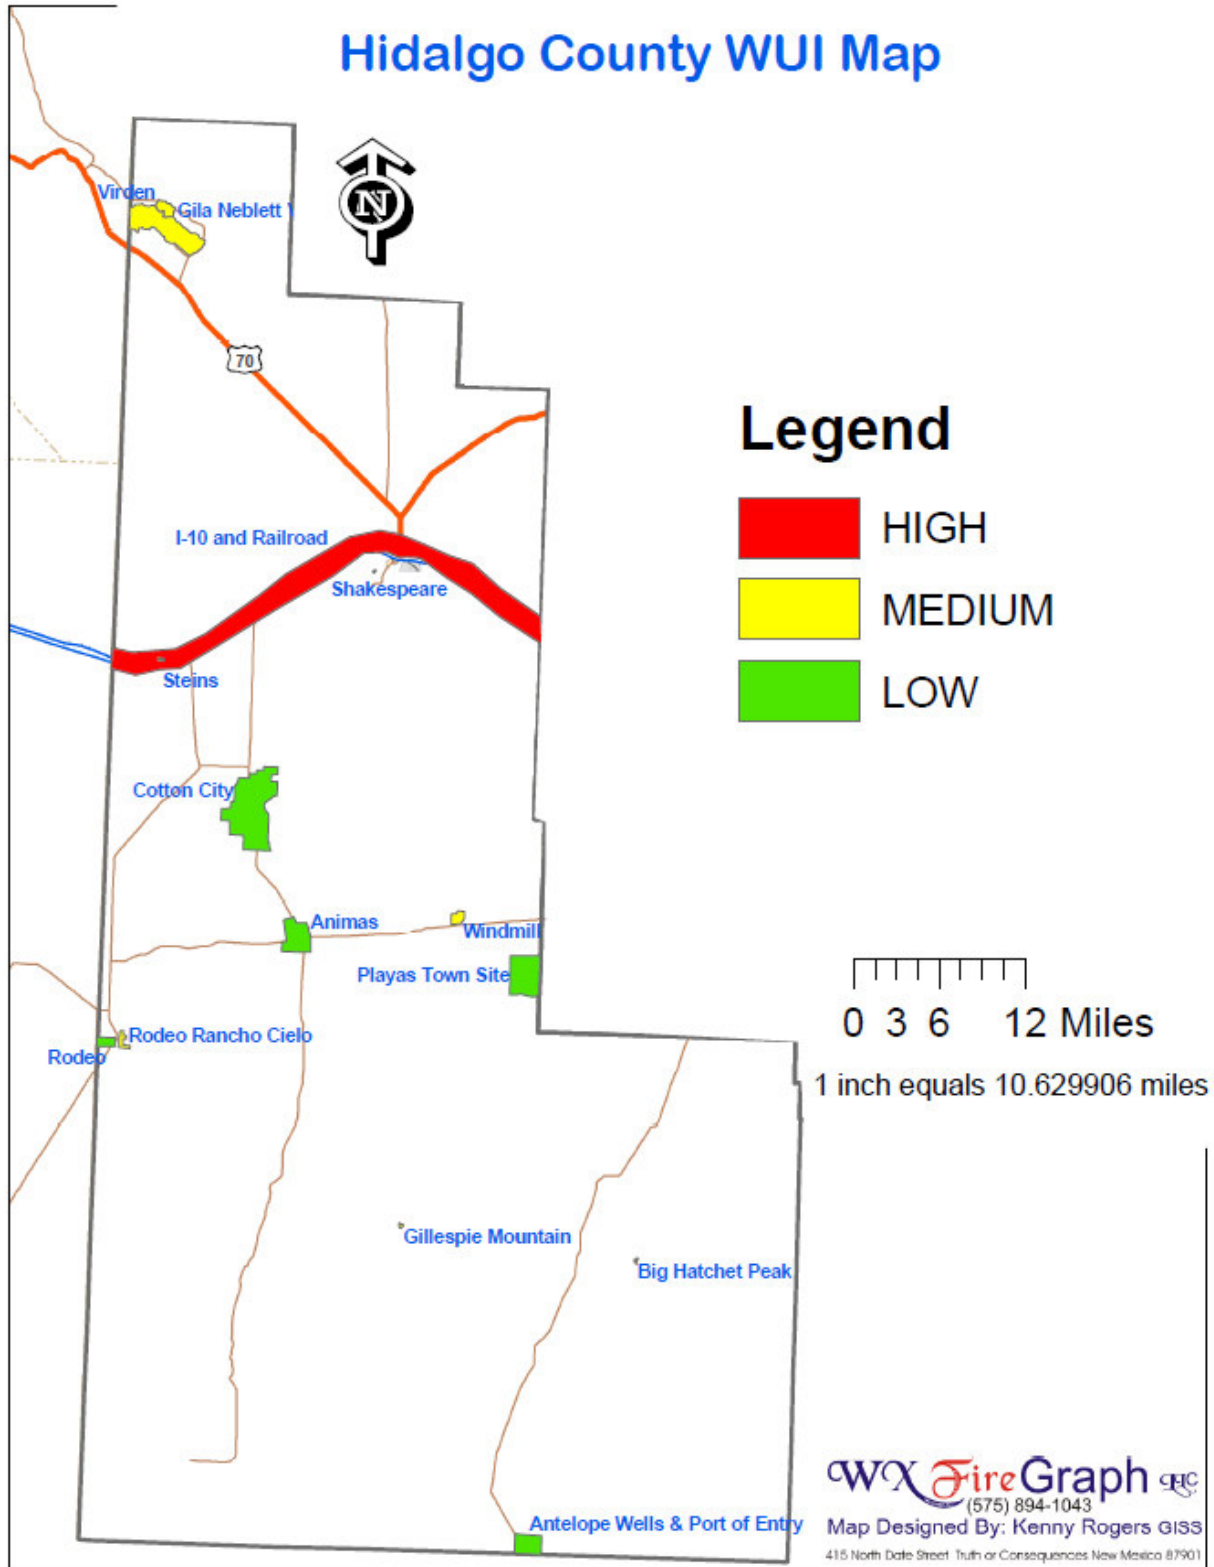 Hidalgo County WUI Map
N
Virden
Gila Neblett
70
Legend
HIGH
I-10 and Railroad
Shakespeare
MEDIUM
Steins
LOW
Cotton City
Animas
Windmill
Playas Town Site
0 3 6 12 Miles
Rodeo Rancho Cielo
Rodeo
1 inch equals 10.629906 miles
Gillespie Mountain
Big Hatchet Peak
WX FireGraph LLC
(575) 894-1043
Antelope Wells & Port of Entry
Map Designed By: Kenny Rogers GISS
415 North Date Street Truth or Consequences New Mexico 87901